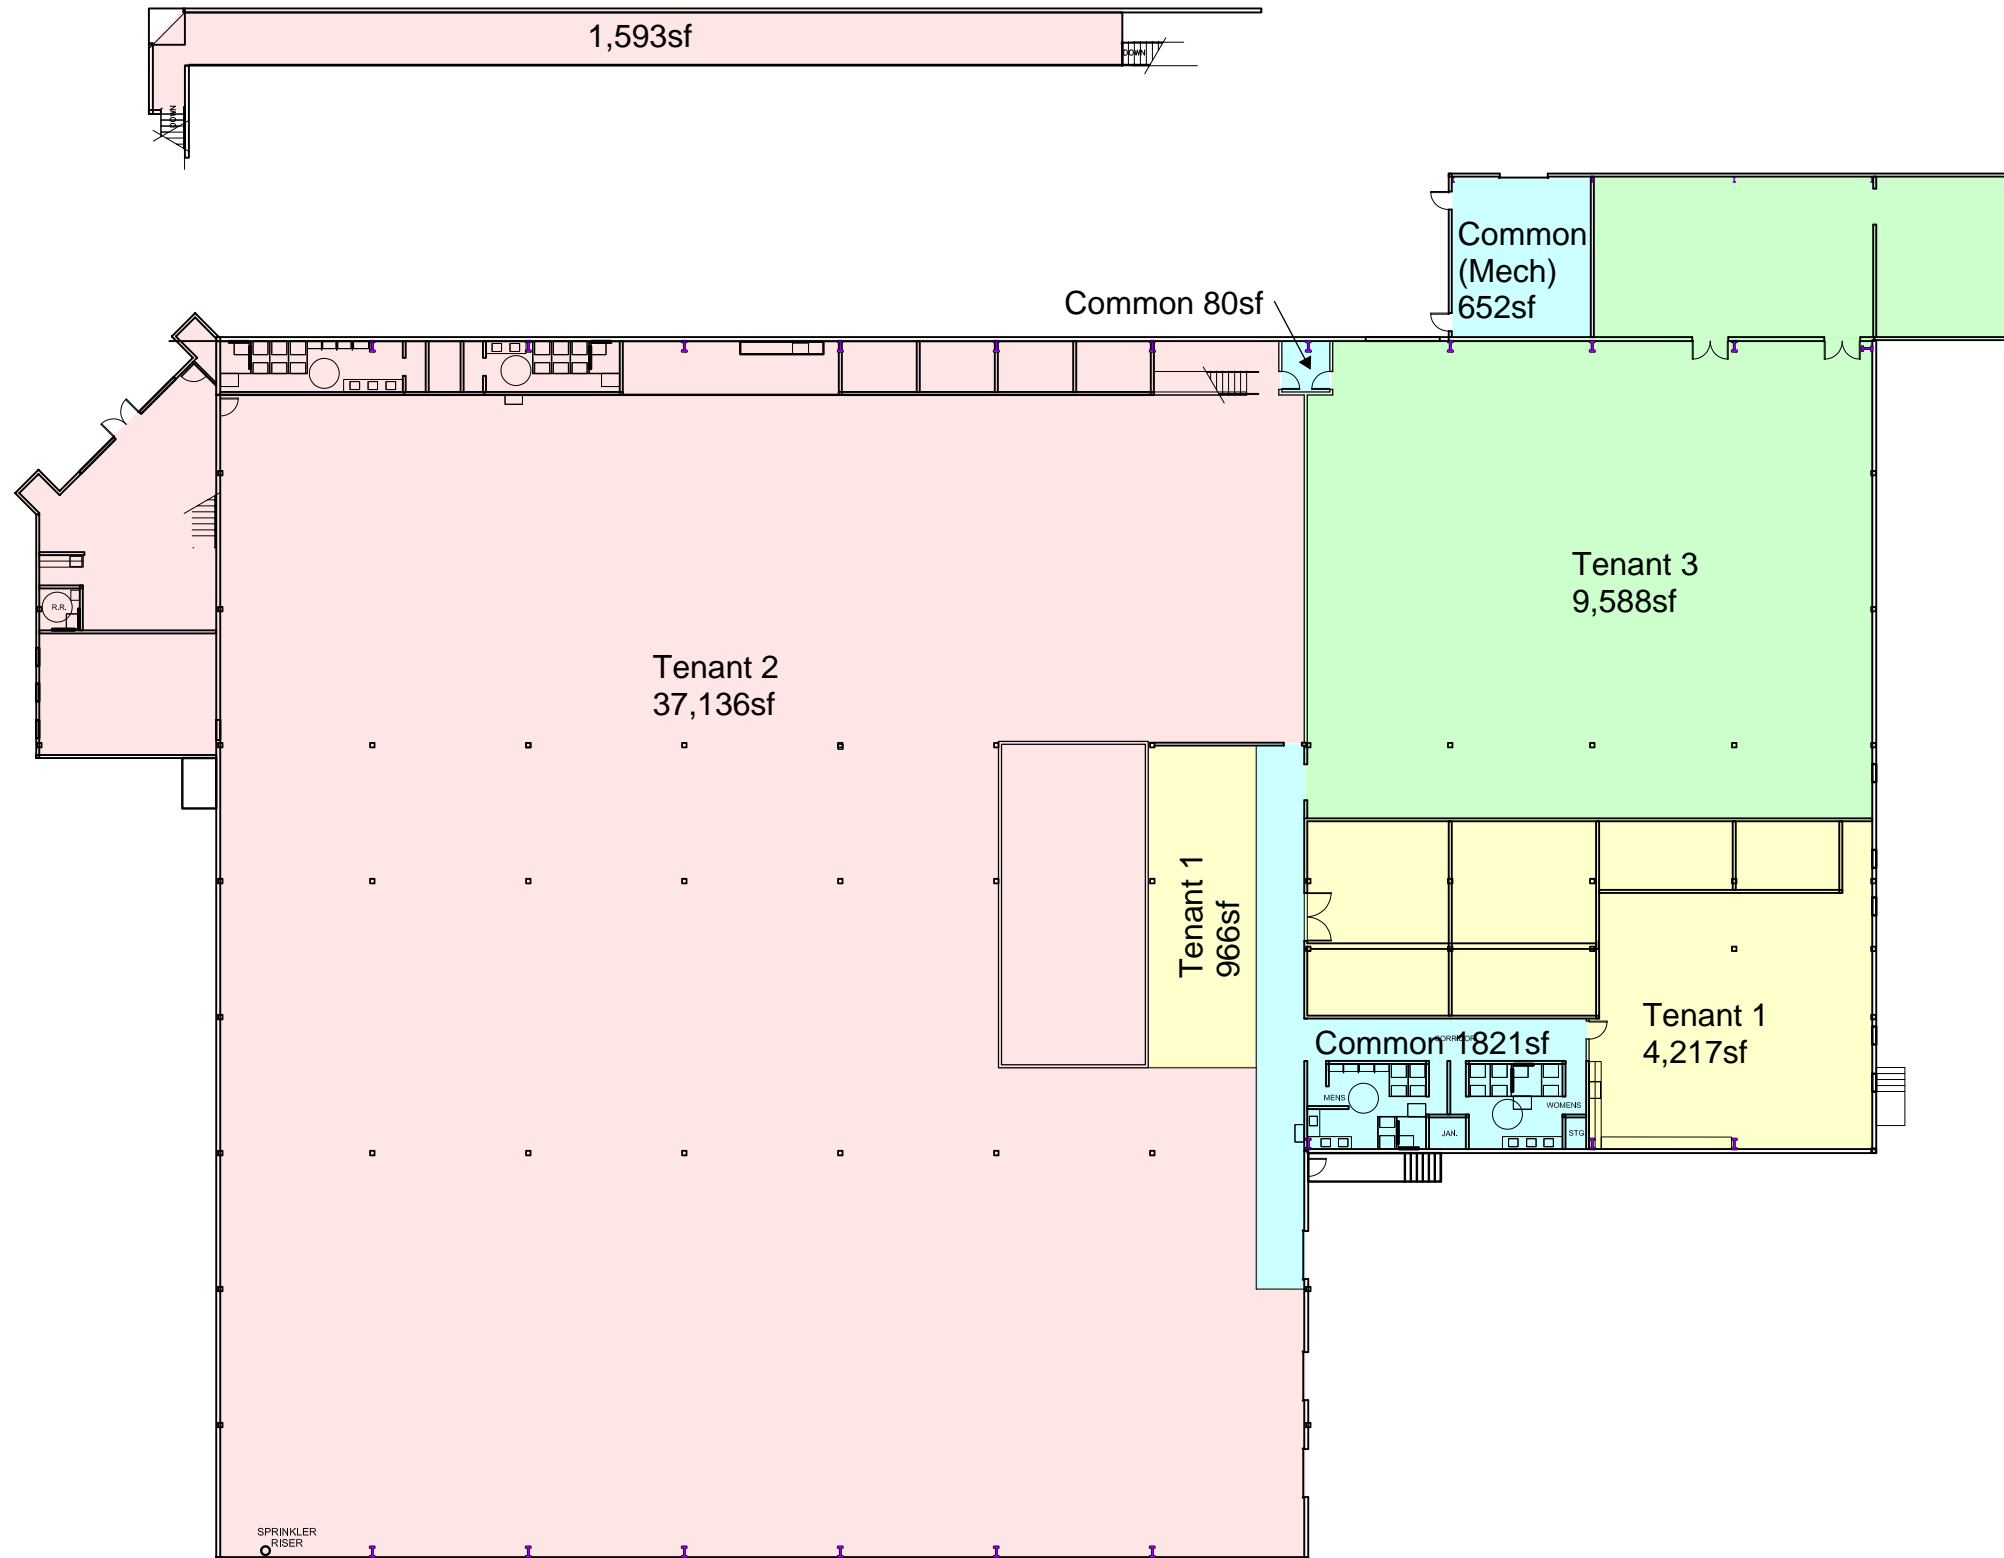 1,593sf
DOWN
DOWN
Common
(Mech)
652sf
Common 80sf
R.R.
Tenant 3
9,588sf
Tenant 2
37,136sf
Tenant 1
966sf
Tenant 1
4,217sf
Common 1821sf
CORRIDOR
MENS
WOMENS
JAN.
STG
SPRINKLER
RISER